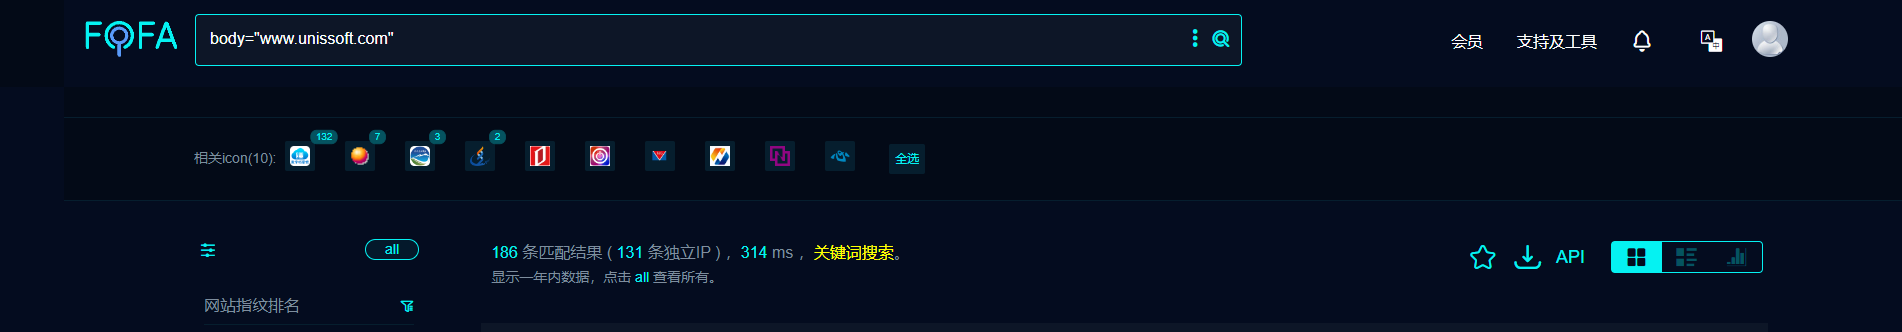 FOFA
body="www.unissoft.com"
会员
支持及工具
相关icon(10):
132
7
3
2
全选
all
186 条匹配结果 ( 131 条独立IP ) ，314 ms ，关键词搜索。
显示一年内数据，点击 all 查看所有。
API
网站指纹排名